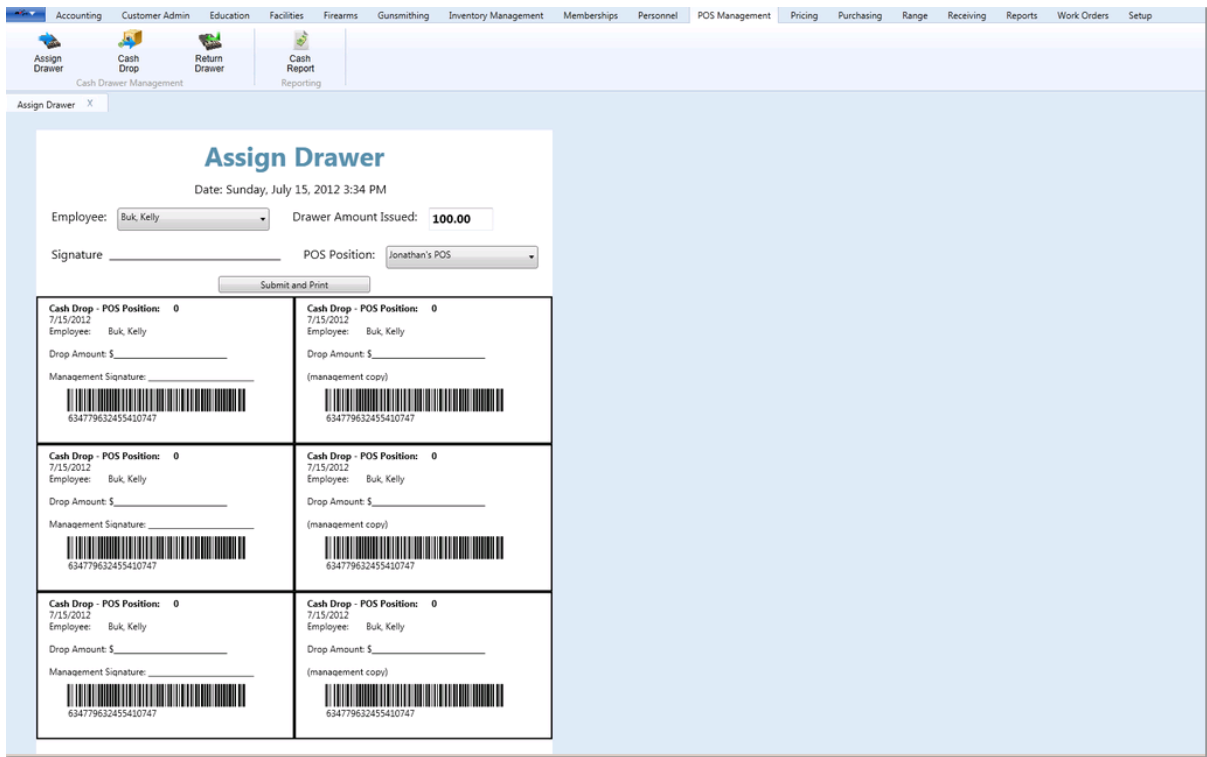 Accounting Customer Admin Education Facilities Firearms Gunsmithing Inventory Management Memberships Personnel POS Management Pricing Purchasing Range Receiving Reports Work Orders Setup
Assign Drawer
Cash Drop
Return Drawer
Cash Report
Cash Drawer Management
Reporting
Assign Drawer X
Assign Drawer
Date: Sunday, July 15, 2012 3:34 PM
Employee: Buk, Kelly Drawer Amount Issued: 100.00
Signature POS Position: Jonathan's POS
Submit and Print
Cash Drop - POS Position: 0
7/15/2012
Employee: Buk, Kelly
Drop Amount: $
Management Signature:
634779632455410747
Cash Drop - POS Position: 0
7/15/2012
Employee: Buk, Kelly
Drop Amount: $
(management copy)
634779632455410747
Cash Drop - POS Position: 0
7/15/2012
Employee: Buk, Kelly
Drop Amount: $
Management Signature:
634779632455410747
Cash Drop - POS Position: 0
7/15/2012
Employee: Buk, Kelly
Drop Amount: $
(management copy)
634779632455410747
Cash Drop - POS Position: 0
7/15/2012
Employee: Buk, Kelly
Drop Amount: $
Management Signature:
634779632455410747
Cash Drop - POS Position: 0
7/15/2012
Employee: Buk, Kelly
Drop Amount: $
(management copy)
634779632455410747